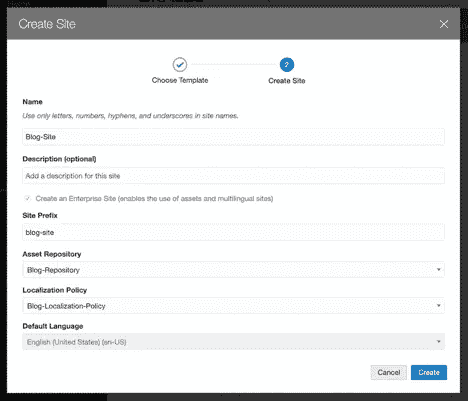 Create Site
2
Choose Template
Create Site
Name
Use only letters, numbers, hyphens, and underscores in site names.
Blog-Site
Description (optional)
Add a description for this site
Create an Enterprise Site (enables the use of assets and multilingual sites)
Site Prefix
blog-site
Asset Repository
Blog-Repository
Localization Policy
Blog-Localization-Policy
Default Language
English (United States) (en-US)
Cancel
Create